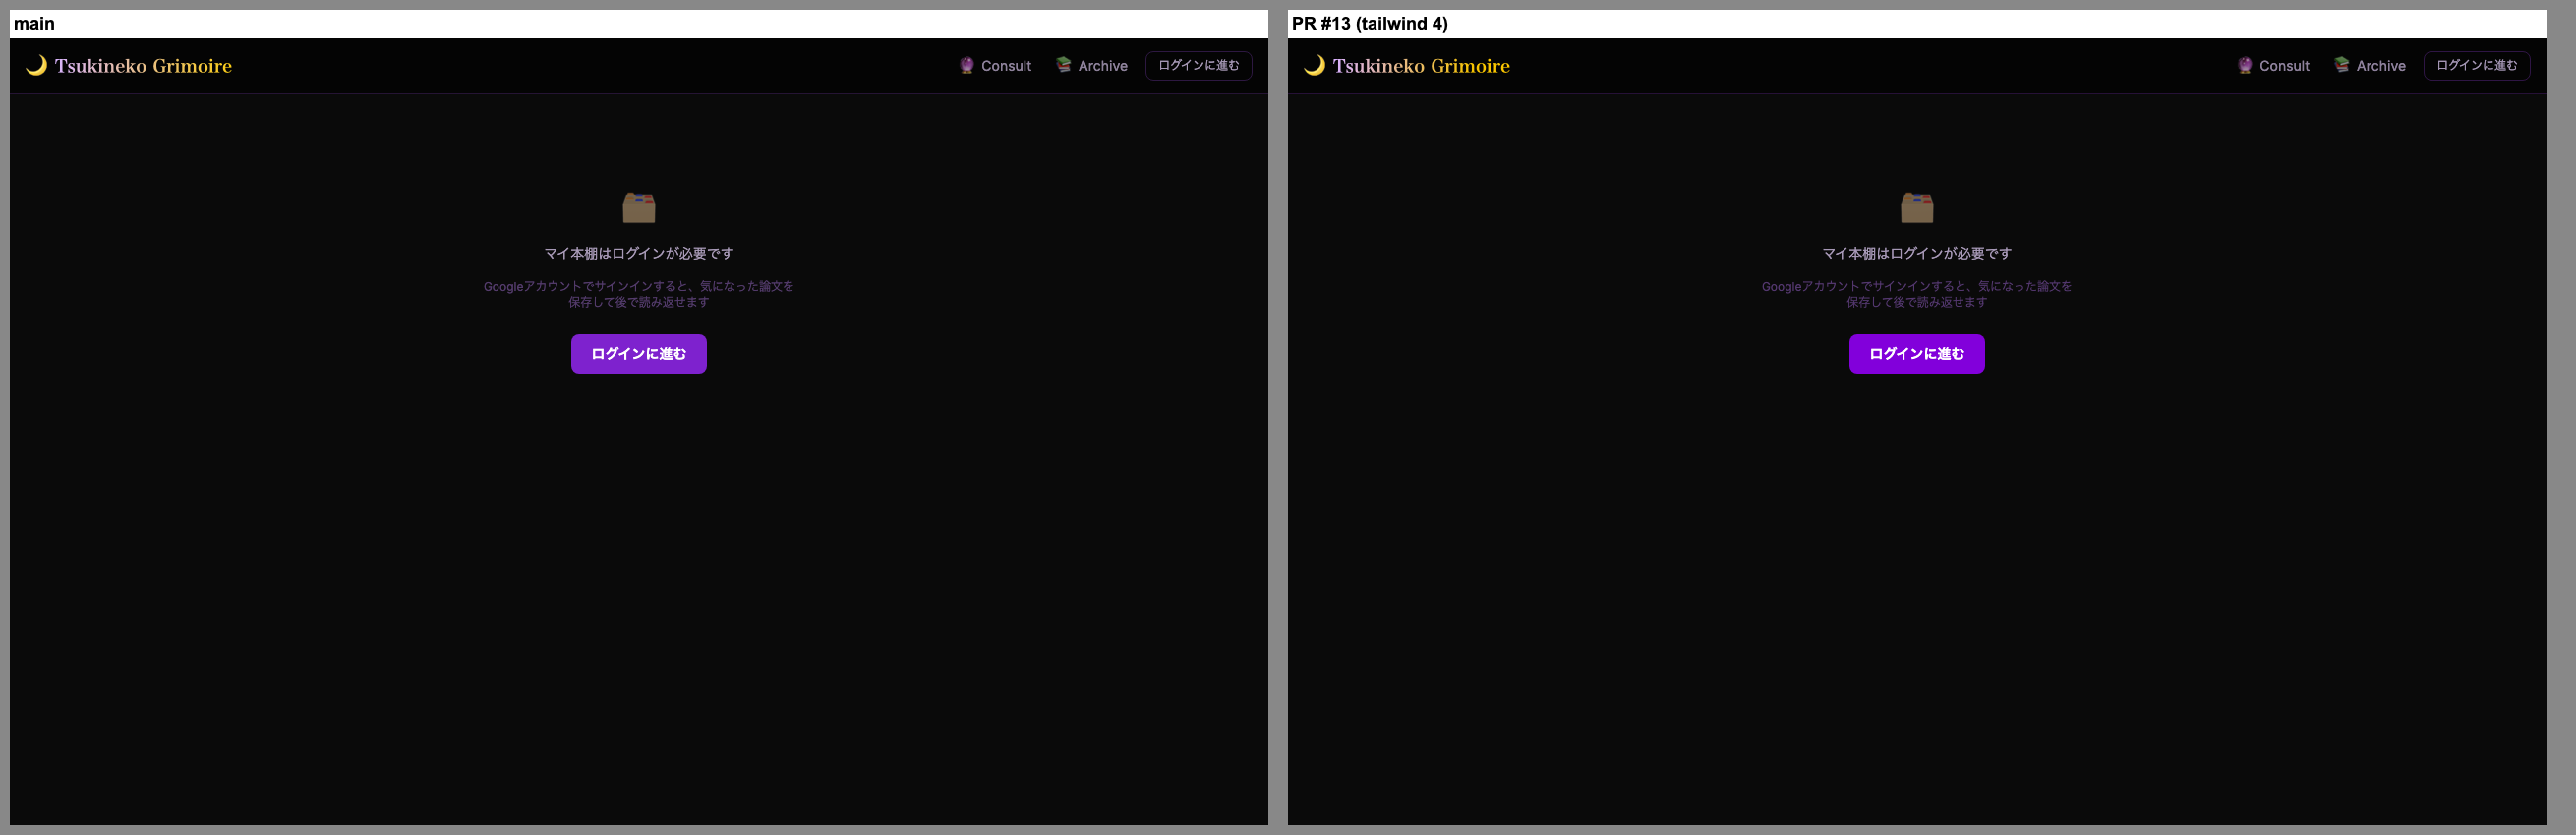 main
Tsukineko Grimoire
Consult
Archive
ログインに進む
マイ本棚はログインが必要です
Googleアカウントでサインインすると、気になった論文を
保存して後で読み返せます
ログインに進む
PR #13 (tailwind 4)
Tsukineko Grimoire
Consult
Archive
ログインに進む
マイ本棚はログインが必要です
Googleアカウントでサインインすると、気になった論文を
保存して後で読み返せます
ログインに進む